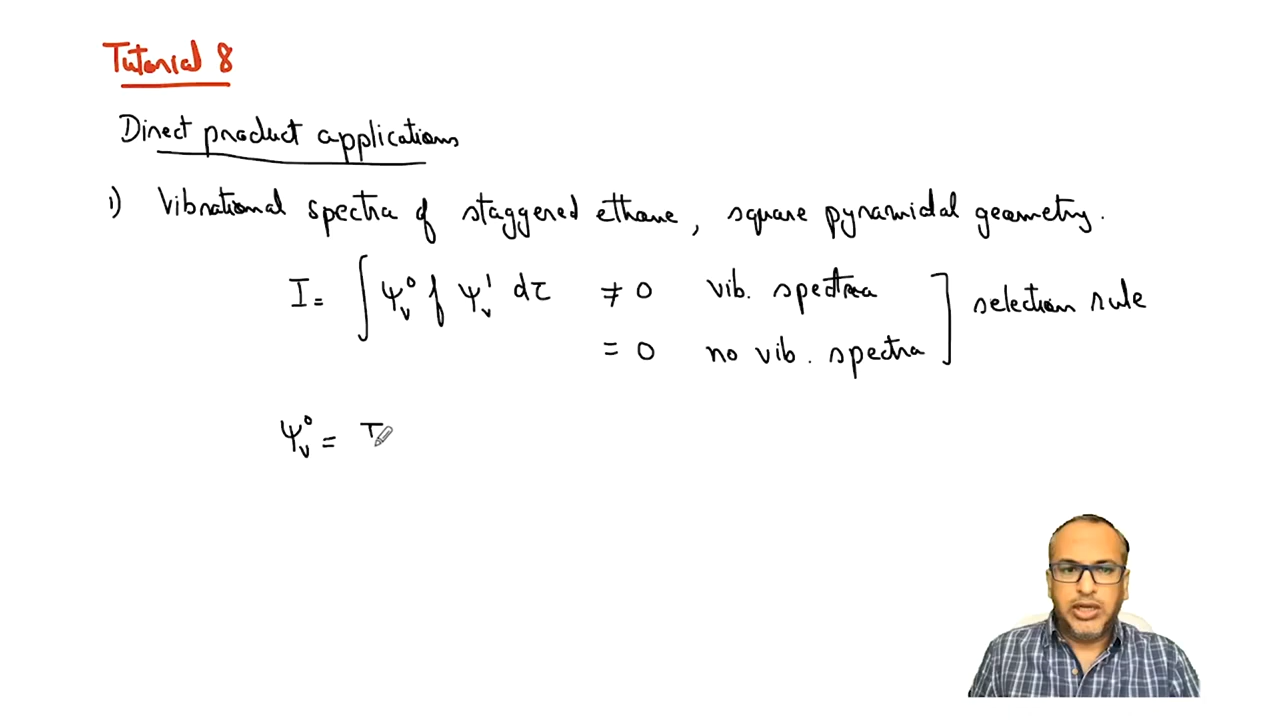 Tutorial 8
Direct product applications
1) Vibrational spectra of staggered ethane, square pyramidal geometry.
I = ∫ ψᵥ⁰ f ψᵥ¹ dτ ≠ 0 vib. spectra
= 0 no vib. spectra ] selection rule
ψᵥ⁰ =